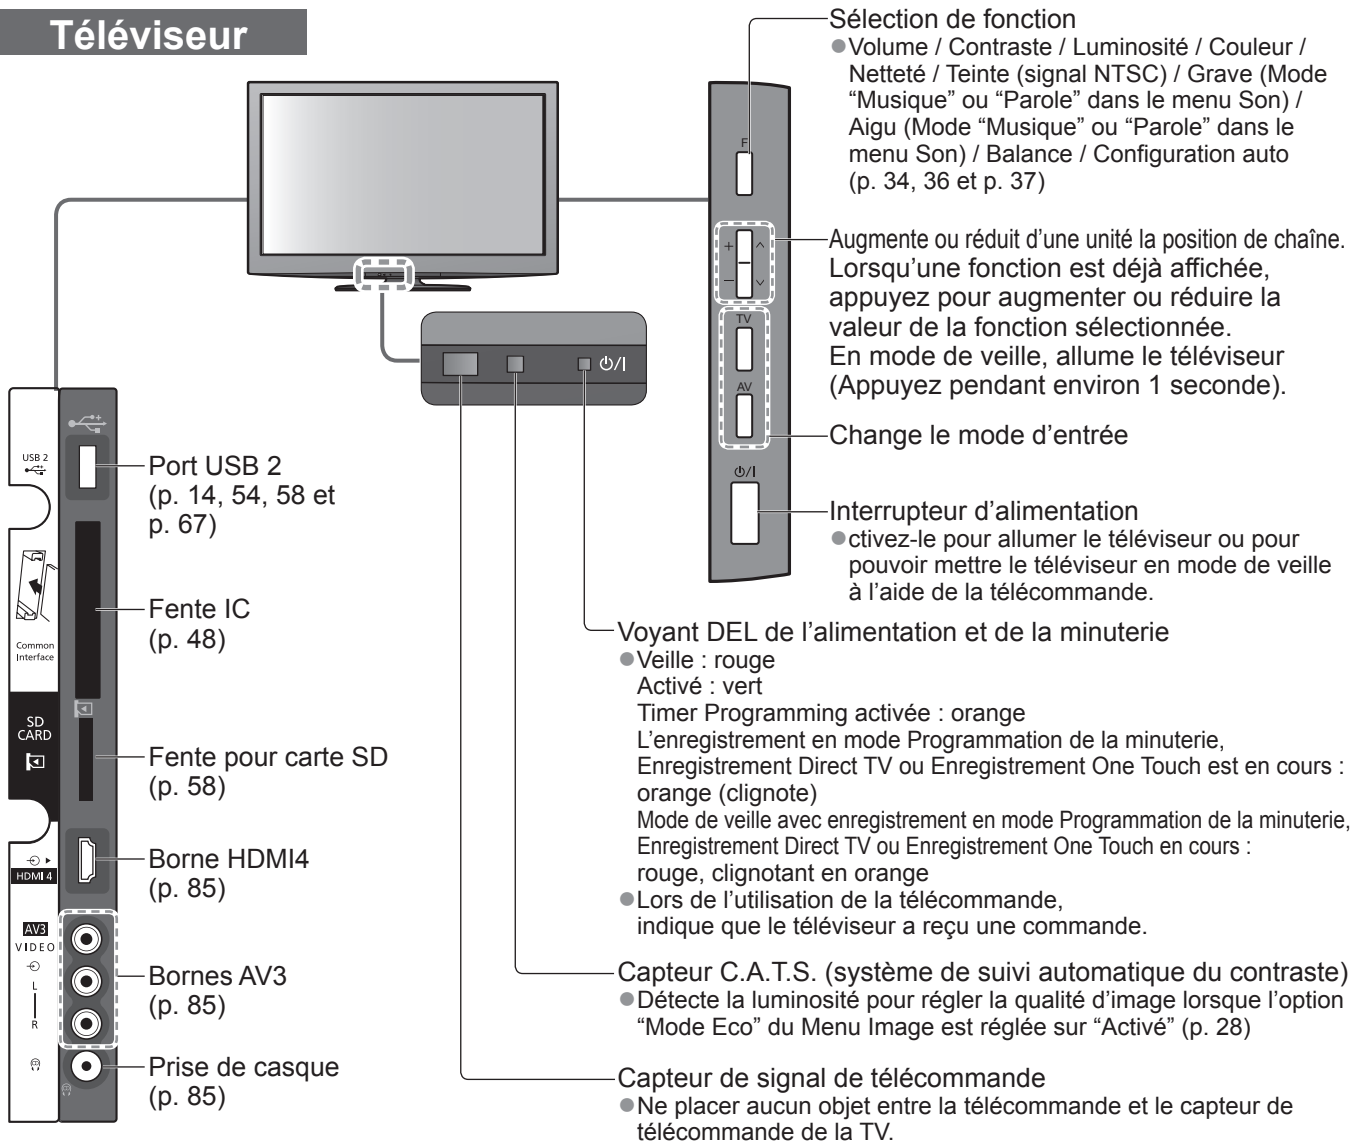 Téléviseur
Sélection de fonction
●Volume / Contraste / Luminosité / Couleur /
Netteté / Teinte (signal NTSC) / Grave (Mode
“Musique” ou “Parole” dans le menu Son) /
Aigu (Mode “Musique” ou “Parole” dans le
menu Son) / Balance / Configuration auto
(p. 34, 36 et p. 37)
F
Augmente ou réduit d’une unité la position de chaîne.
Lorsqu’une fonction est déjà affichée,
appuyez pour augmenter ou réduire la
valeur de la fonction sélectionnée.
En mode de veille, allume le téléviseur
(Appuyez pendant environ 1 seconde).
+ ∧
− ∨
TV
AV
Change le mode d’entrée
⏻/I
Interrupteur d’alimentation
●ctivez-le pour allumer le téléviseur ou pour
pouvoir mettre le téléviseur en mode de veille
à l’aide de la télécommande.
⏻/I
Voyant DEL de l’alimentation et de la minuterie
●Veille : rouge
Activé : vert
Timer Programming activée : orange
L’enregistrement en mode Programmation de la minuterie,
Enregistrement Direct TV ou Enregistrement One Touch est en cours :
orange (clignote)
Mode de veille avec enregistrement en mode Programmation de la minuterie,
Enregistrement Direct TV ou Enregistrement One Touch en cours :
rouge, clignotant en orange
●Lors de l’utilisation de la télécommande,
indique que le téléviseur a reçu une commande.
Capteur C.A.T.S. (système de suivi automatique du contraste)
●Détecte la luminosité pour régler la qualité d’image lorsque l’option
“Mode Eco” du Menu Image est réglée sur “Activé” (p. 28)
Capteur de signal de télécommande
●Ne placer aucun objet entre la télécommande et le capteur de
télécommande de la TV.
USB 2
Port USB 2
(p. 14, 54, 58 et
p. 67)
Common
Interface
Fente IC
(p. 48)
SD
CARD
Fente pour carte SD
(p. 58)
HDMI 4
Borne HDMI4
(p. 85)
AV3
VIDEO
L
R
Bornes AV3
(p. 85)
Prise de casque
(p. 85)